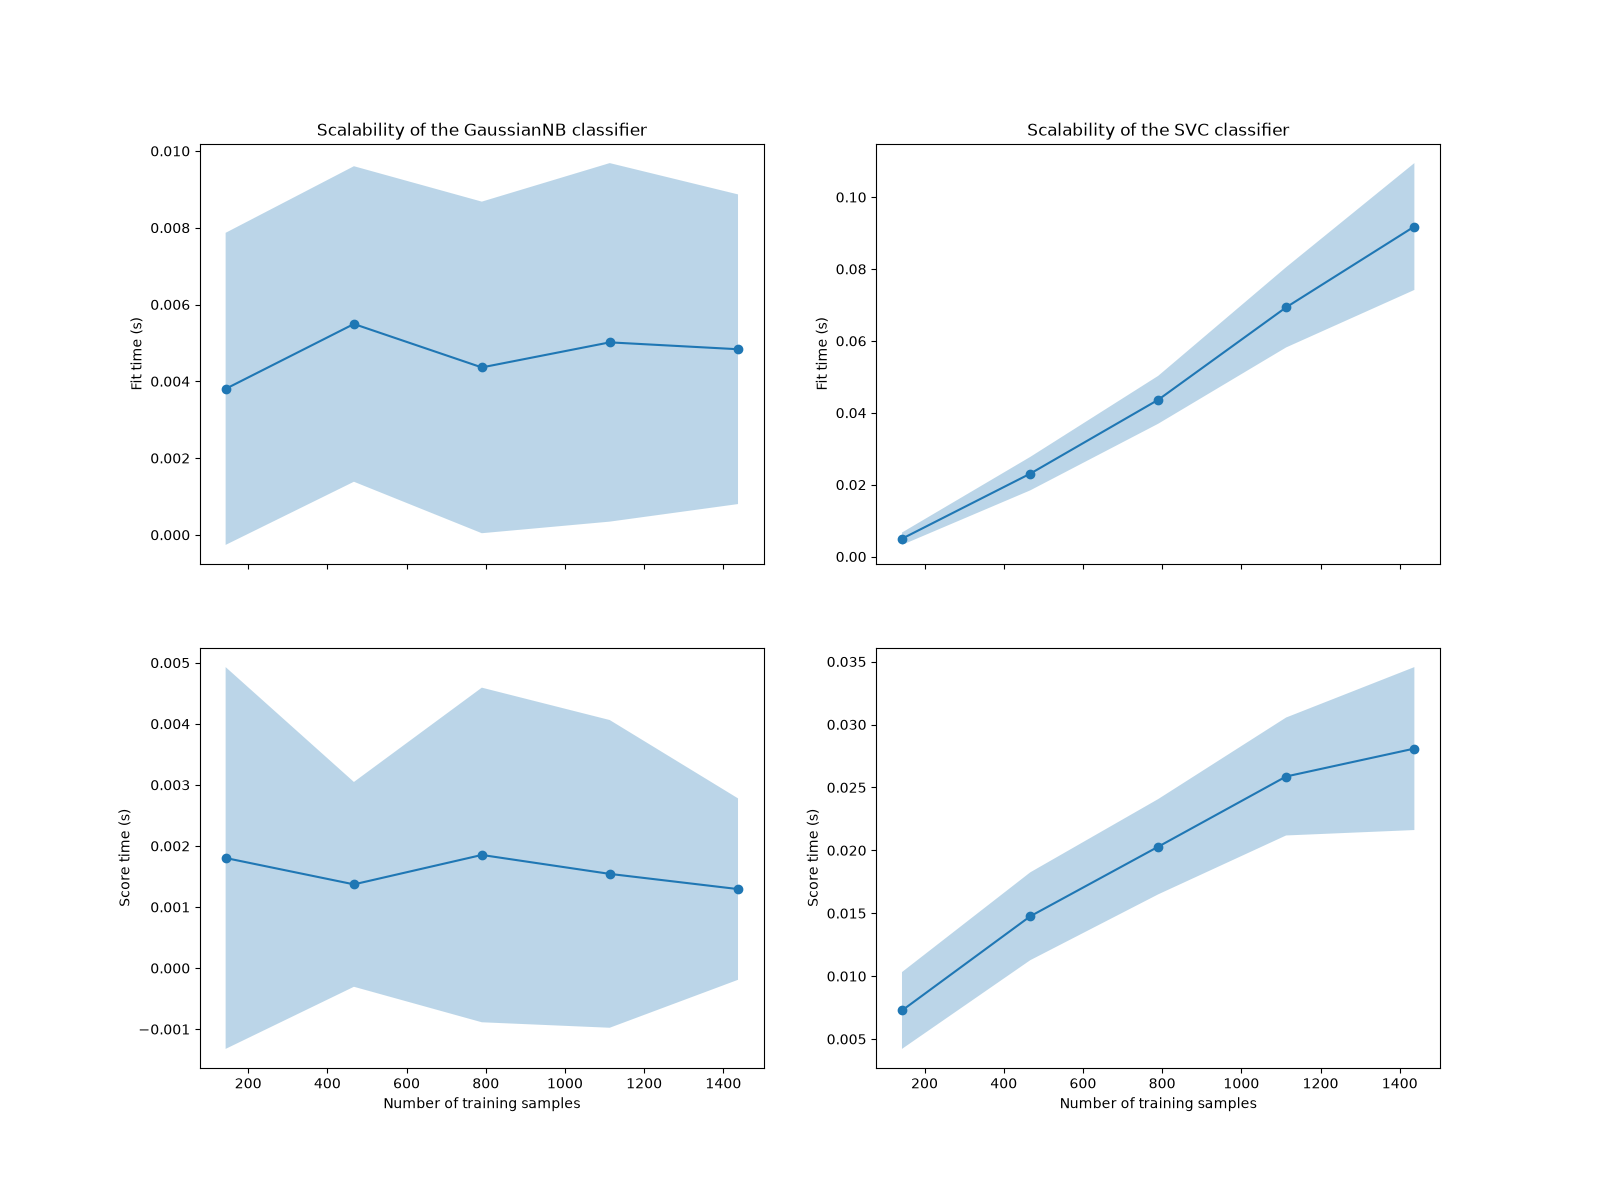 Scalability of the GaussianNB classifier
0.010
0.008
0.006
0.004
0.002
0.000
Fit time (s)
Scalability of the SVC classifier
0.10
0.08
0.06
0.04
0.02
0.00
Fit time (s)
0.005
0.004
0.003
0.002
0.001
0.000
−0.001
Score time (s)
200 400 600 800 1000 1200 1400
Number of training samples
0.035
0.030
0.025
0.020
0.015
0.010
0.005
Score time (s)
200 400 600 800 1000 1200 1400
Number of training samples